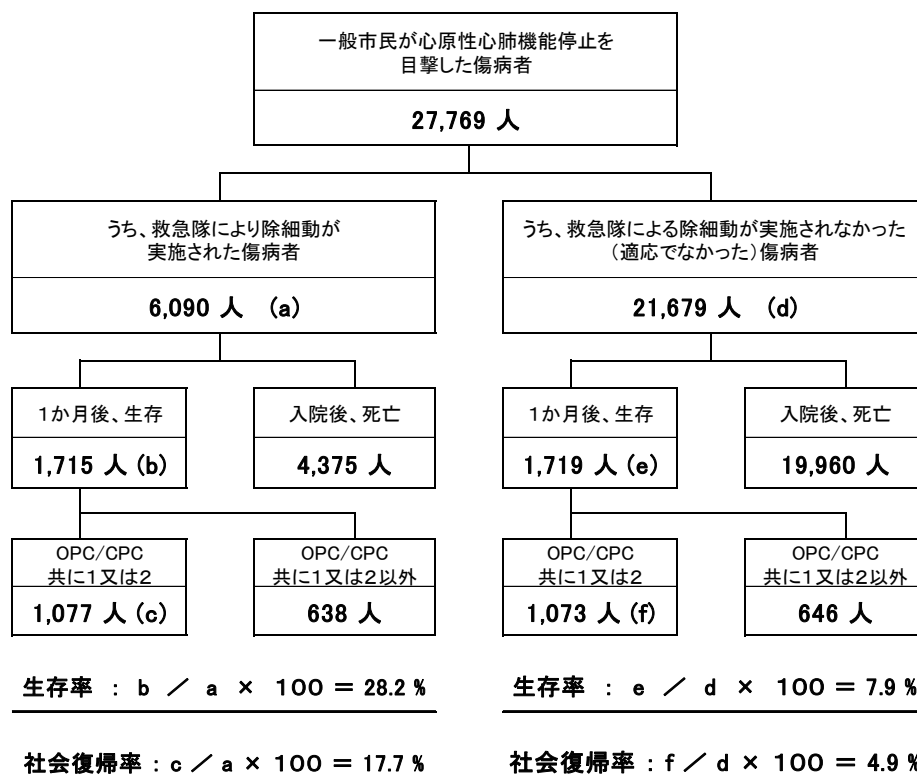 一般市民が心原性心肺機能停止を
目撃した傷病者
27,769 人
うち、救急隊により除細動が
実施された傷病者
6,090 人 (a)
うち、救急隊による除細動が実施されなかった
(適応でなかった)傷病者
21,679 人 (d)
1か月後、生存
1,715 人 (b)
入院後、死亡
4,375 人
1か月後、生存
1,719 人 (e)
入院後、死亡
19,960 人
OPC/CPC
共に1又は2
1,077 人 (c)
OPC/CPC
共に1又は2以外
638 人
OPC/CPC
共に1又は2
1,073 人 (f)
OPC/CPC
共に1又は2以外
646 人
生存率 : b / a × 100 = 28.2 %
生存率 : e / d × 100 = 7.9 %
社会復帰率 : c / a × 100 = 17.7 %
社会復帰率 : f / d × 100 = 4.9 %